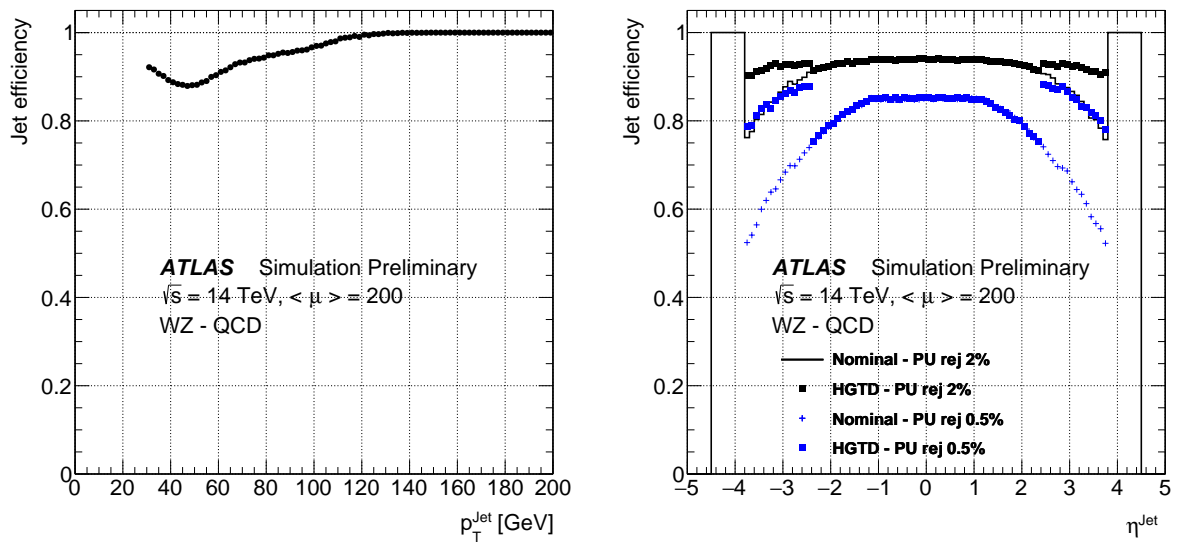 Jet efficiency
1
0.8
0.6
0.4
0.2
0
ATLAS Simulation Preliminary
√s = 14 TeV, < μ > = 200
WZ - QCD
0 20 40 60 80 100 120 140 160 180 200
p_T^Jet [GeV]
Jet efficiency
1
0.8
0.6
0.4
0.2
0
ATLAS Simulation Preliminary
√s = 14 TeV, < μ > = 200
WZ - QCD
Nominal - PU rej 2%
HGTD - PU rej 2%
Nominal - PU rej 0.5%
HGTD - PU rej 0.5%
−5 −4 −3 −2 −1 0 1 2 3 4 5
η^Jet